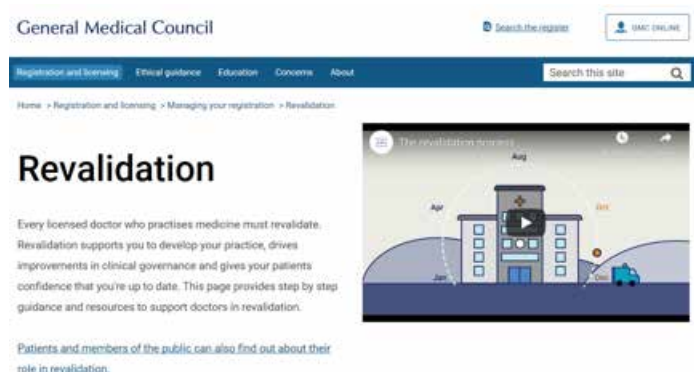 General Medical Council
Search the register
GMC ONLINE
Registration and licensing Ethical guidance Education Concerns About
Search this site
Home > Registration and licensing > Managing your registration > Revalidation
Revalidation
The revalidation process
Aug
Apr
Oct
Jan
Dec
Every licensed doctor who practises medicine must revalidate.
Revalidation supports you to develop your practice, drives
improvements in clinical governance and gives your patients
confidence that you're up to date. This page provides step by step
guidance and resources to support doctors in revalidation.
Patients and members of the public can also find out about their
role in revalidation.